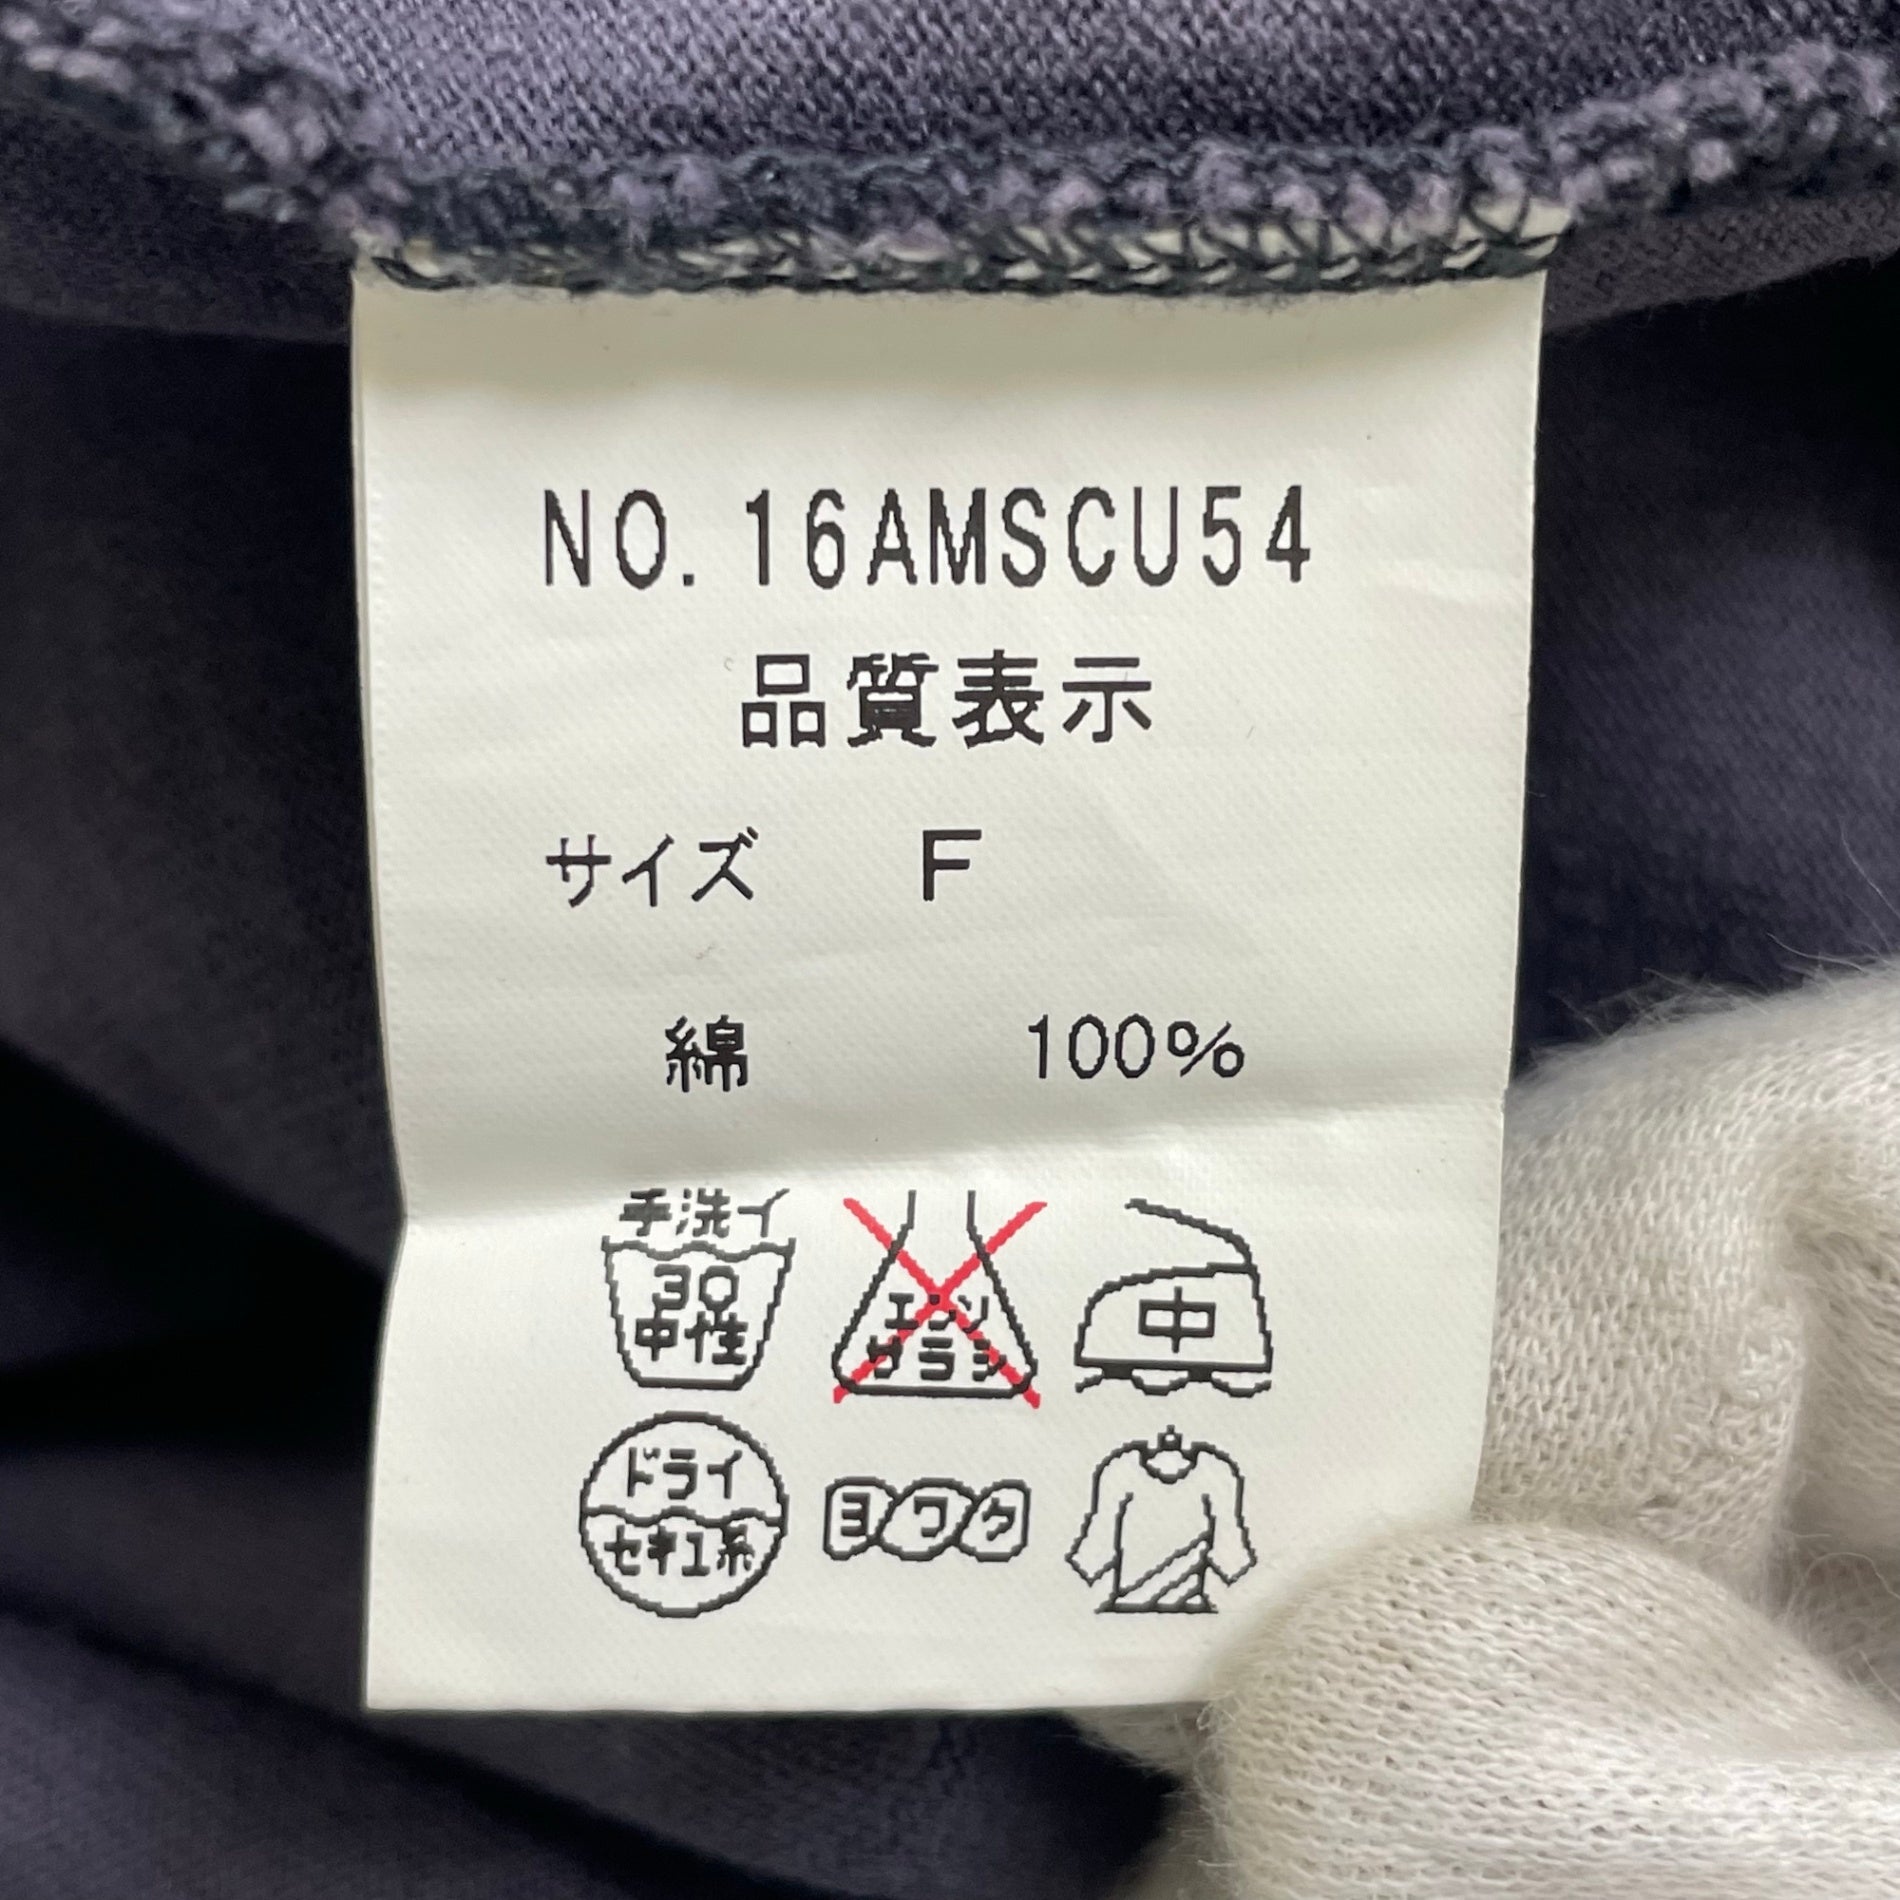 NO.16AMSCU54
品質表示
サイズ F
綿 100%
手洗イ
30
中性
エンソ
サラシ
中
ドライ
セキユ系
ヨワク